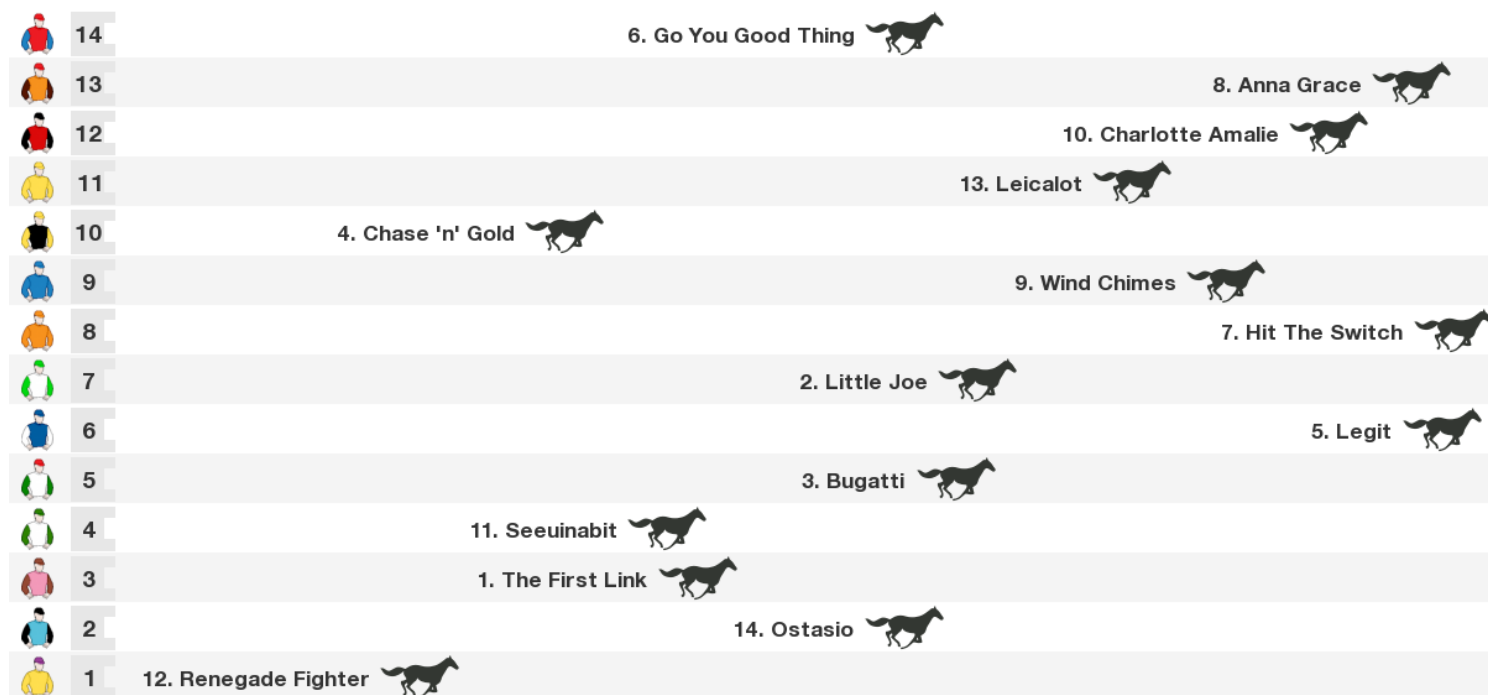 14 6. Go You Good Thing
13 8. Anna Grace
12 10. Charlotte Amalie
11 13. Leicalot
10 4. Chase 'n' Gold
9 9. Wind Chimes
8 7. Hit The Switch
7 2. Little Joe
6 5. Legit
5 3. Bugatti
4 11. Seeuinabit
3 1. The First Link
2 14. Ostasio
1 12. Renegade Fighter